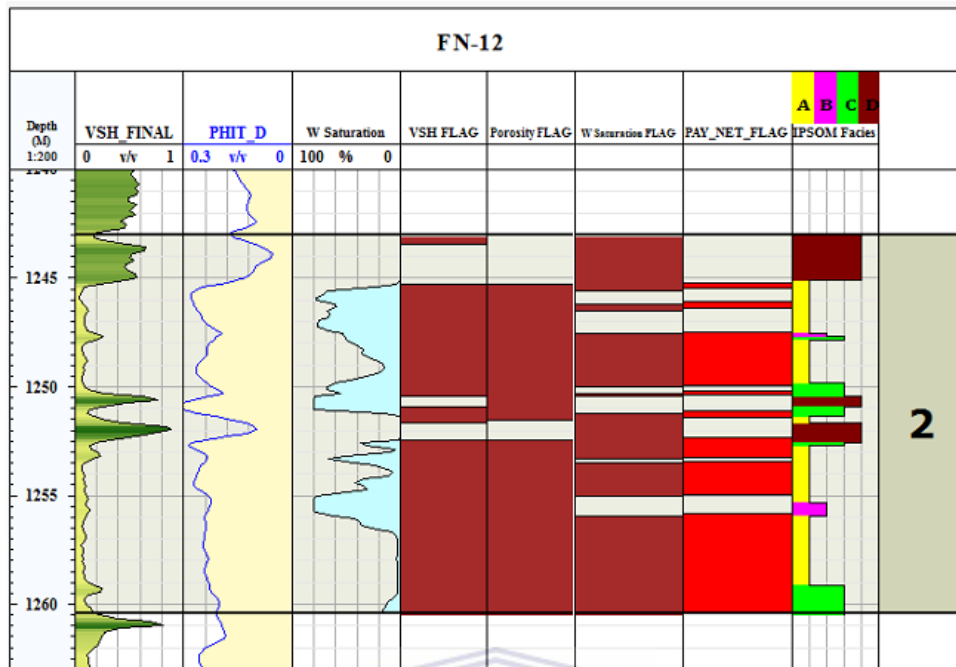 FN-12
A B C D
Depth
(M)
1:200
VSH_FINAL
0 v/v 1
PHIT_D
0.3 v/v 0
W Saturation
100 % 0
VSH FLAG
Porosity FLAG
W Saturation FLAG
PAY_NET_FLAG
IPSOM Facies
1240
1245
1250
1255
1260
2